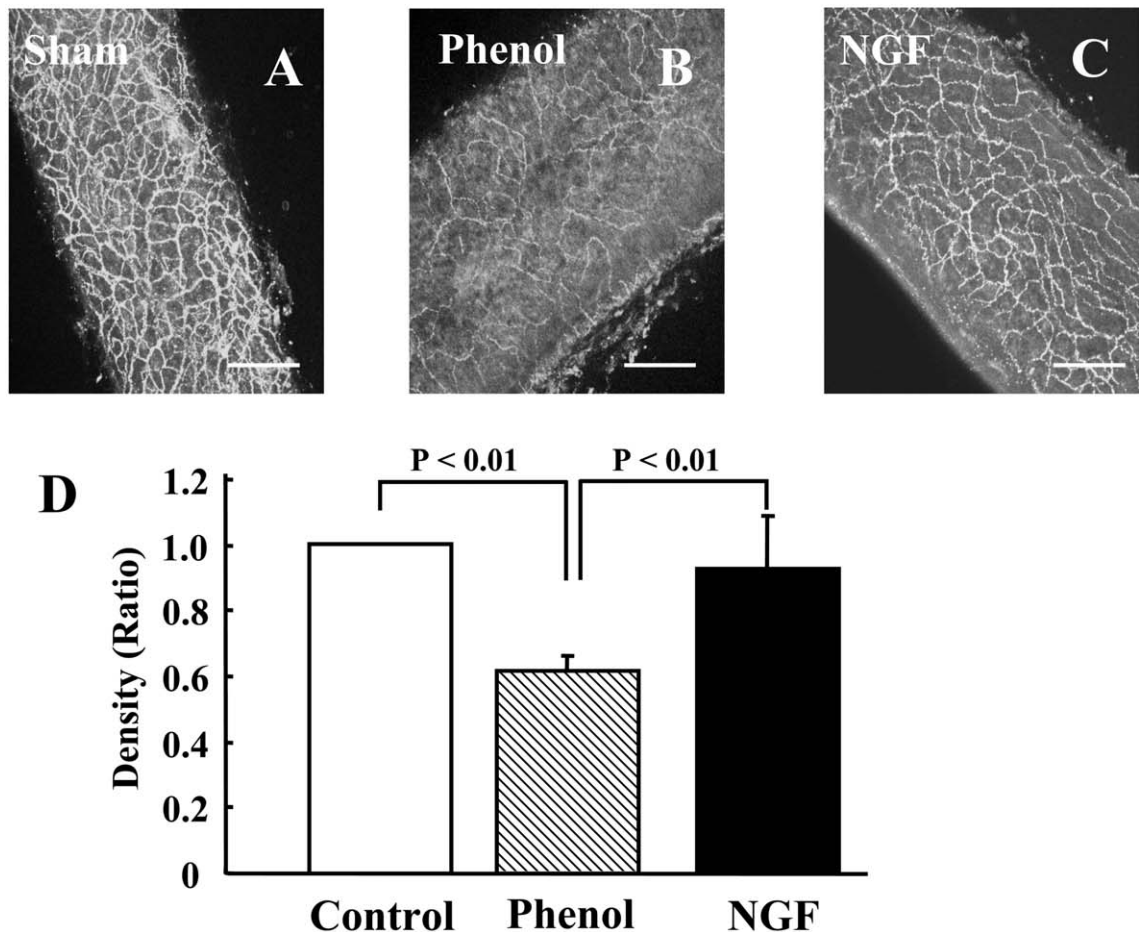 Sham
A
Phenol
B
NGF
C
D
P < 0.01
P < 0.01
Density (Ratio)
1.2
1.0
0.8
0.6
0.4
0.2
0
Control
Phenol
NGF